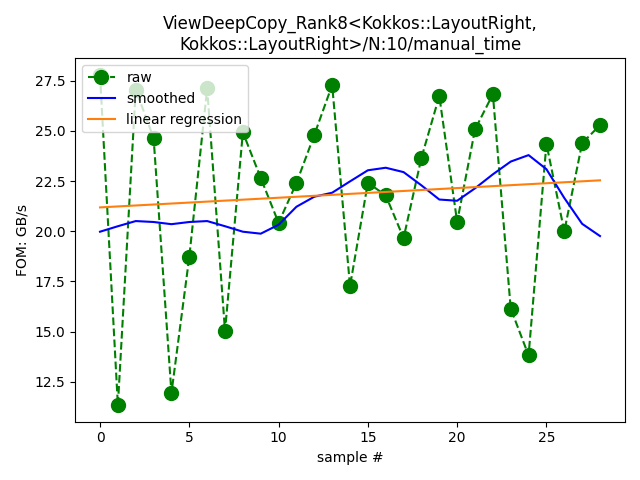 ViewDeepCopy_Rank8<Kokkos::LayoutRight,
Kokkos::LayoutRight>/N:10/manual_time
27.5
25.0
22.5
20.0
17.5
15.0
12.5
FOM: GB/s
raw
smoothed
linear regression
0
5
10
15
20
25
sample #